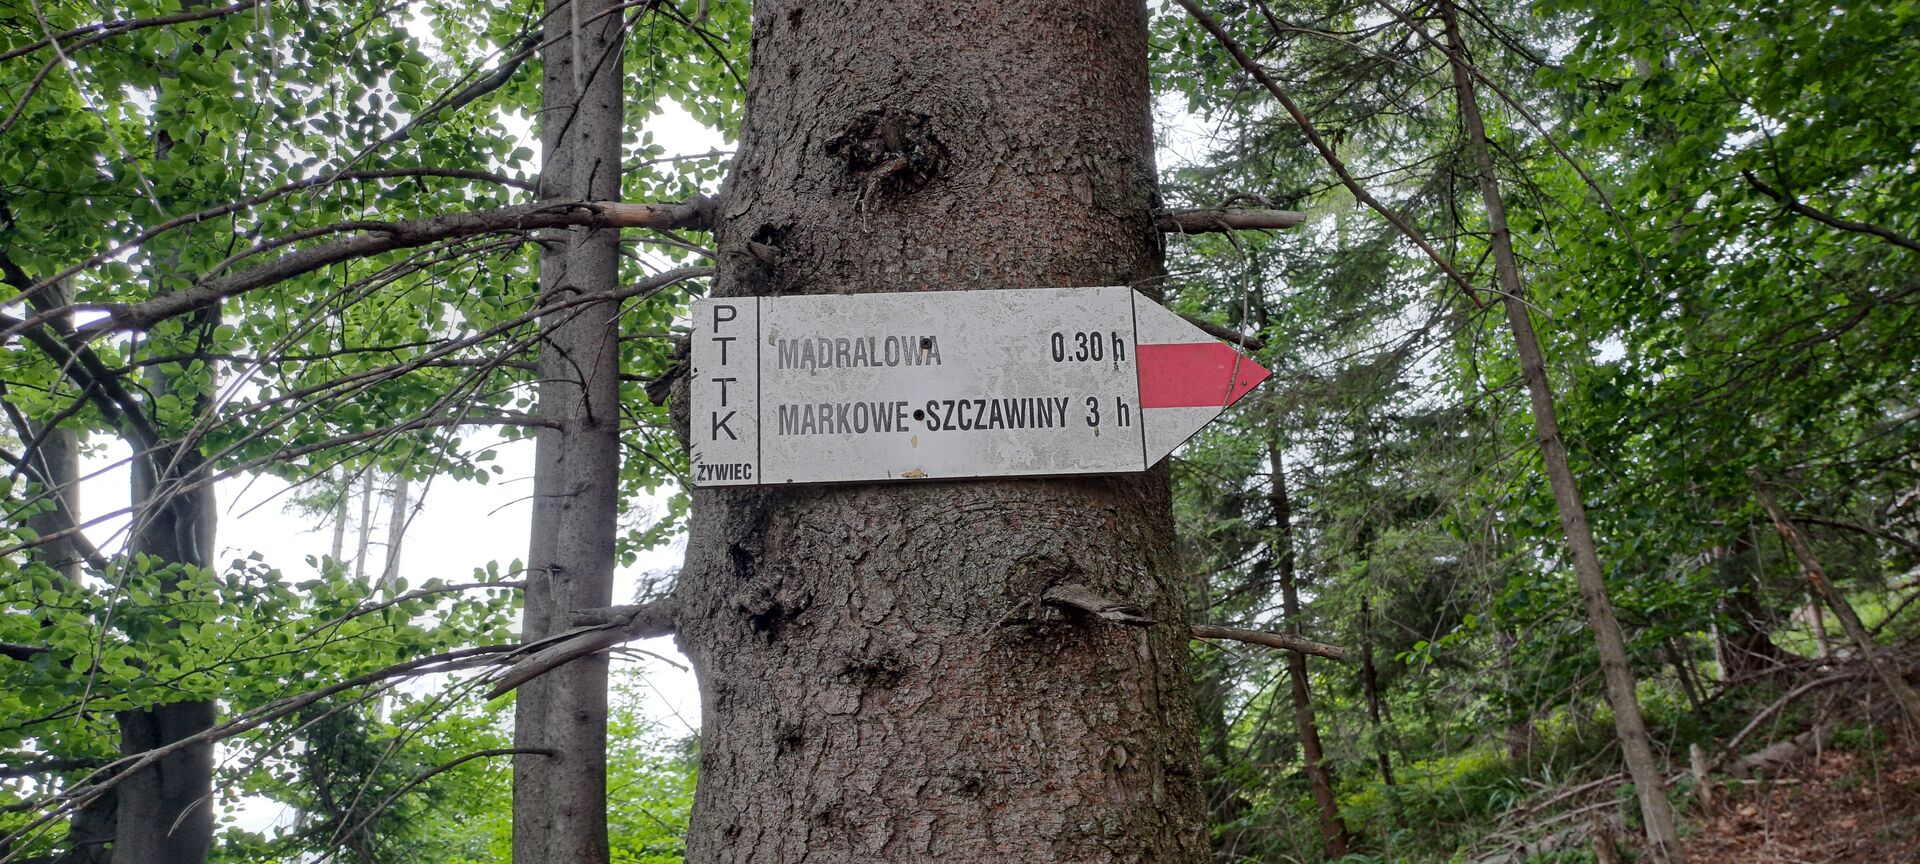 PTTK
ŻYWIEC
MĄDRALOWA 0.30 h
MARKOWE SZCZAWINY 3 h